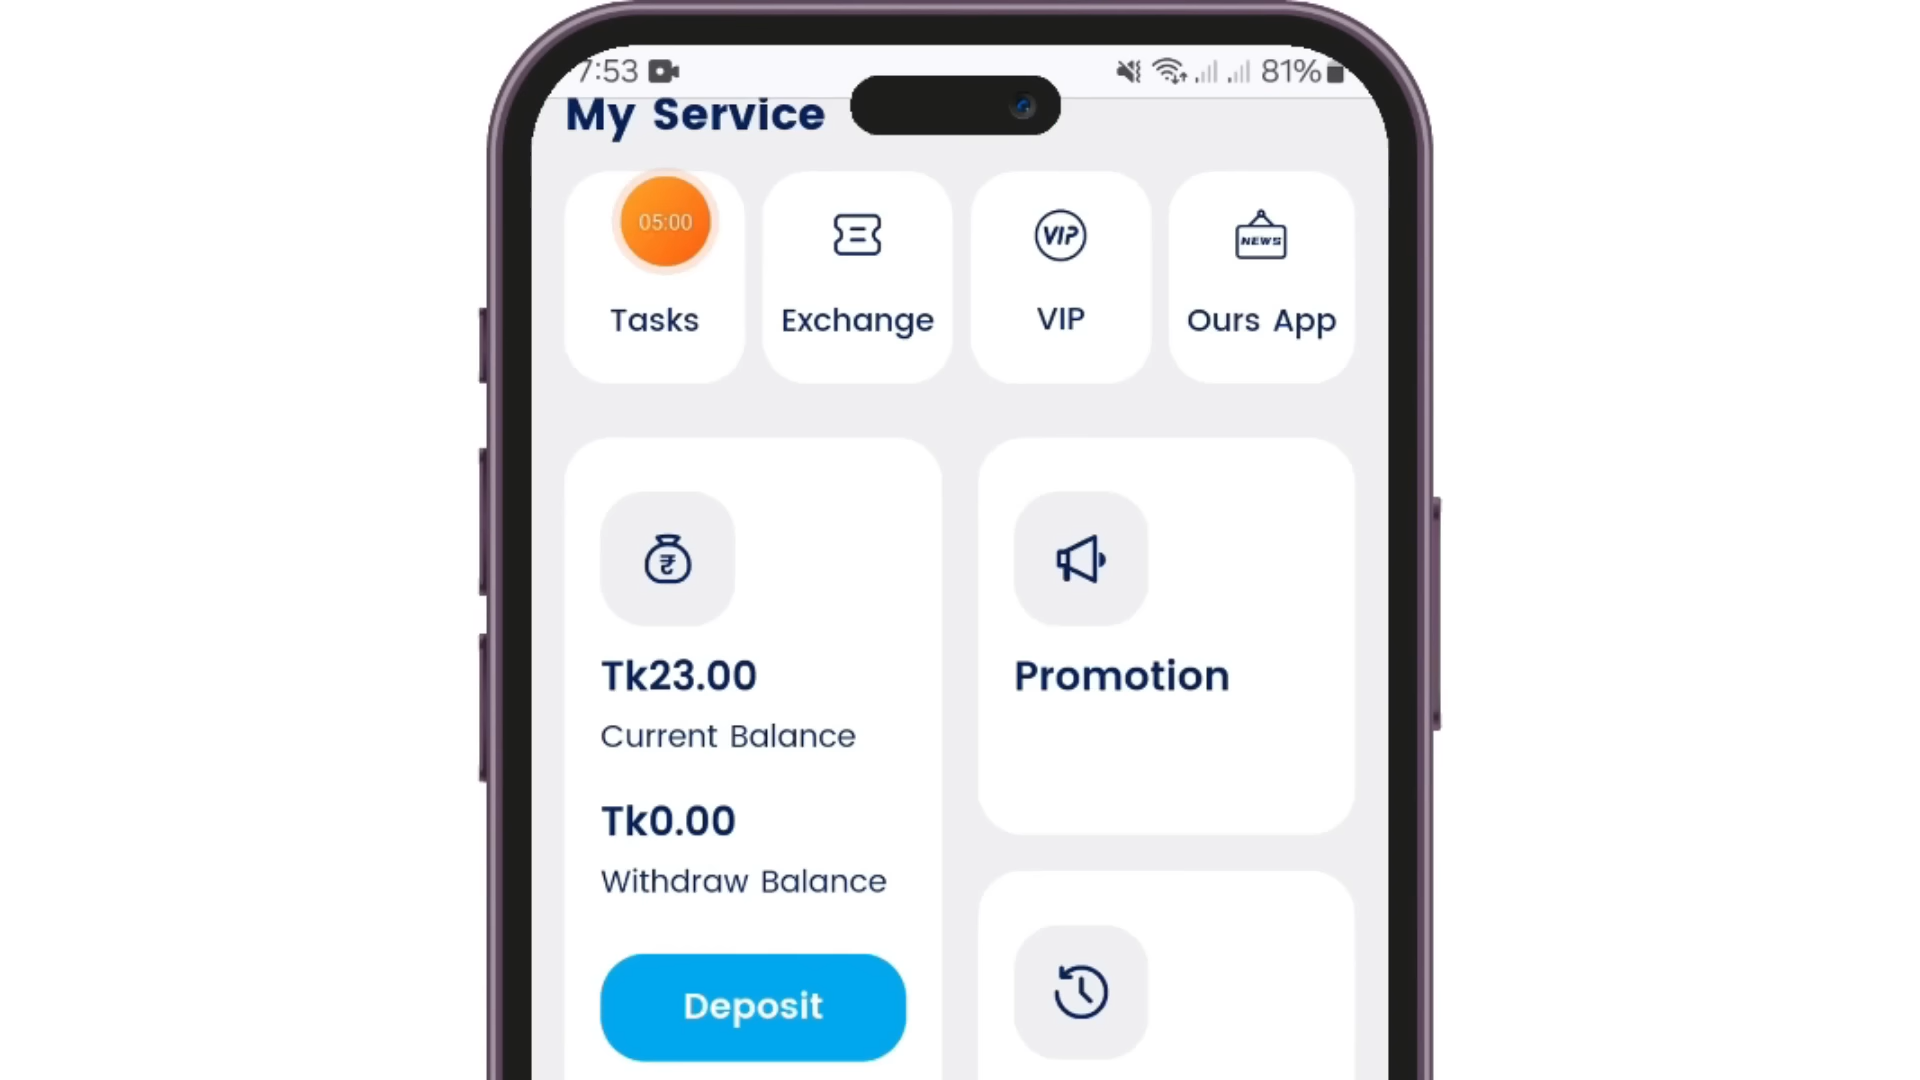 7:53 81%
My Service
05:00 VIP NEWS
Tasks Exchange VIP Ours App
₹
Tk23.00 Promotion
Current Balance
Tk0.00
Withdraw Balance
Deposit